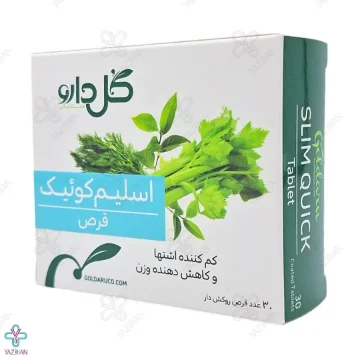 گل دارو
اسلیم کوئیک
قرص
کم کننده اشتها
و کاهش دهنده وزن
GOLDARUCO.COM
۳۰ عدد قرص روکش دار
Goldaru
SLIM QUICK
Tablet
30
Coated Tablets
YAZDIAN